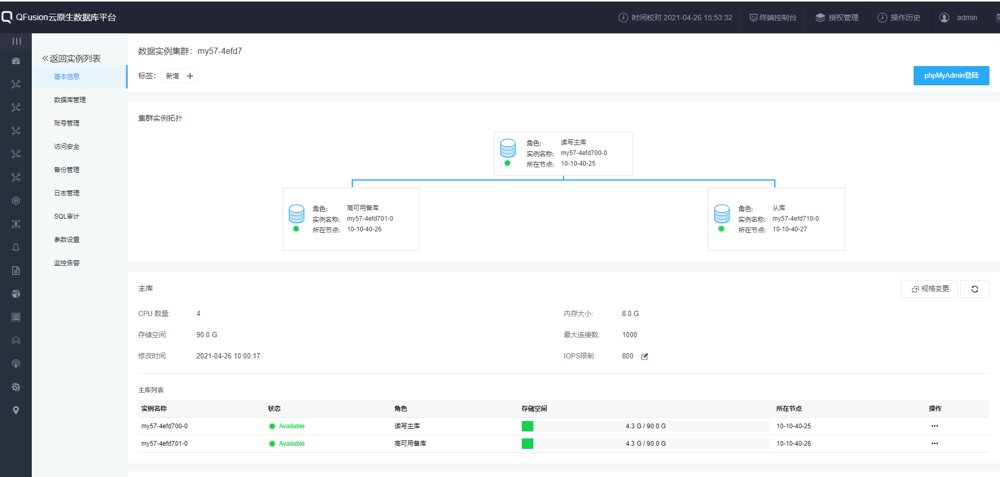 QFusion云原生数据库平台
时间校对 2021-04-26 15:53:32
终端控制台
授权管理
操作历史
admin
返回实例列表
基本信息
数据库管理
账号管理
访问安全
备份管理
日志管理
SQL审计
参数设置
监控告警
数据实例集群：my57-4efd7
标签：
新增 +
phpMyAdmin登陆
集群实例拓扑
角色: 读写主库
实例名称: my57-4efd700-0
所在节点: 10-10-40-25
角色: 高可用备库
实例名称: my57-4efd701-0
所在节点: 10-10-40-26
角色: 从库
实例名称: my57-4efd710-0
所在节点: 10-10-40-27
主库
规格变更
CPU 数量: 4
内存大小: 8.0 G
存储空间: 90.0 G
最大连接数: 1000
修改时间: 2021-04-26 10:00:17
IOPS限制: 800
主库列表
实例名称 状态 角色 存储空间 所在节点 操作
my57-4efd700-0 Available 读写主库 4.3 G / 90.0 G 10-10-40-25 •••
my57-4efd701-0 Available 高可用备库 4.3 G / 90.0 G 10-10-40-26 •••